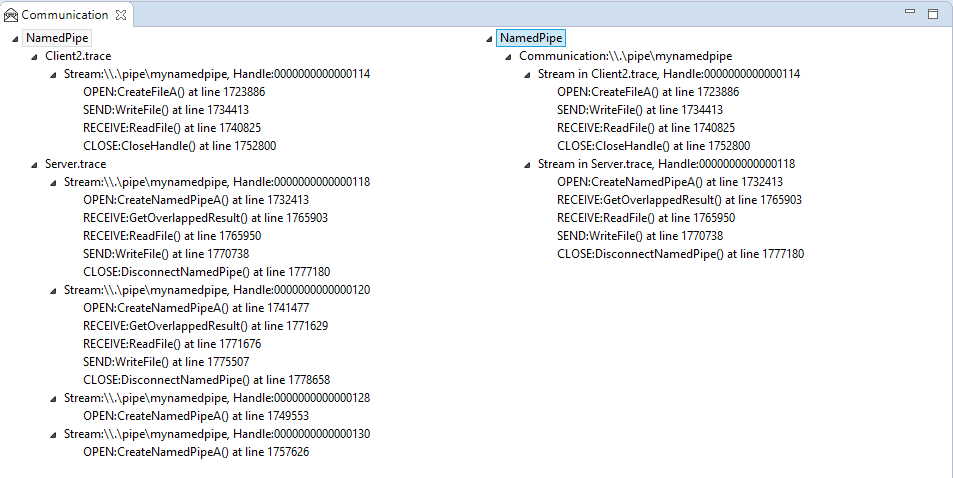 Communication
NamedPipe
Client2.trace
Stream:\\.\pipe\mynamedpipe, Handle:0000000000000114
OPEN:CreateFileA() at line 1723886
SEND:WriteFile() at line 1734413
RECEIVE:ReadFile() at line 1740825
CLOSE:CloseHandle() at line 1752800
Server.trace
Stream:\\.\pipe\mynamedpipe, Handle:0000000000000118
OPEN:CreateNamedPipeA() at line 1732413
RECEIVE:GetOverlappedResult() at line 1765903
RECEIVE:ReadFile() at line 1765950
SEND:WriteFile() at line 1770738
CLOSE:DisconnectNamedPipe() at line 1777180
Stream:\\.\pipe\mynamedpipe, Handle:0000000000000120
OPEN:CreateNamedPipeA() at line 1741477
RECEIVE:GetOverlappedResult() at line 1771629
RECEIVE:ReadFile() at line 1771676
SEND:WriteFile() at line 1775507
CLOSE:DisconnectNamedPipe() at line 1778658
Stream:\\.\pipe\mynamedpipe, Handle:0000000000000128
OPEN:CreateNamedPipeA() at line 1749553
Stream:\\.\pipe\mynamedpipe, Handle:0000000000000130
OPEN:CreateNamedPipeA() at line 1757626
NamedPipe
Communication:\\.\pipe\mynamedpipe
Stream in Client2.trace, Handle:0000000000000114
OPEN:CreateFileA() at line 1723886
SEND:WriteFile() at line 1734413
RECEIVE:ReadFile() at line 1740825
CLOSE:CloseHandle() at line 1752800
Stream in Server.trace, Handle:0000000000000118
OPEN:CreateNamedPipeA() at line 1732413
RECEIVE:GetOverlappedResult() at line 1765903
RECEIVE:ReadFile() at line 1765950
SEND:WriteFile() at line 1770738
CLOSE:DisconnectNamedPipe() at line 1777180